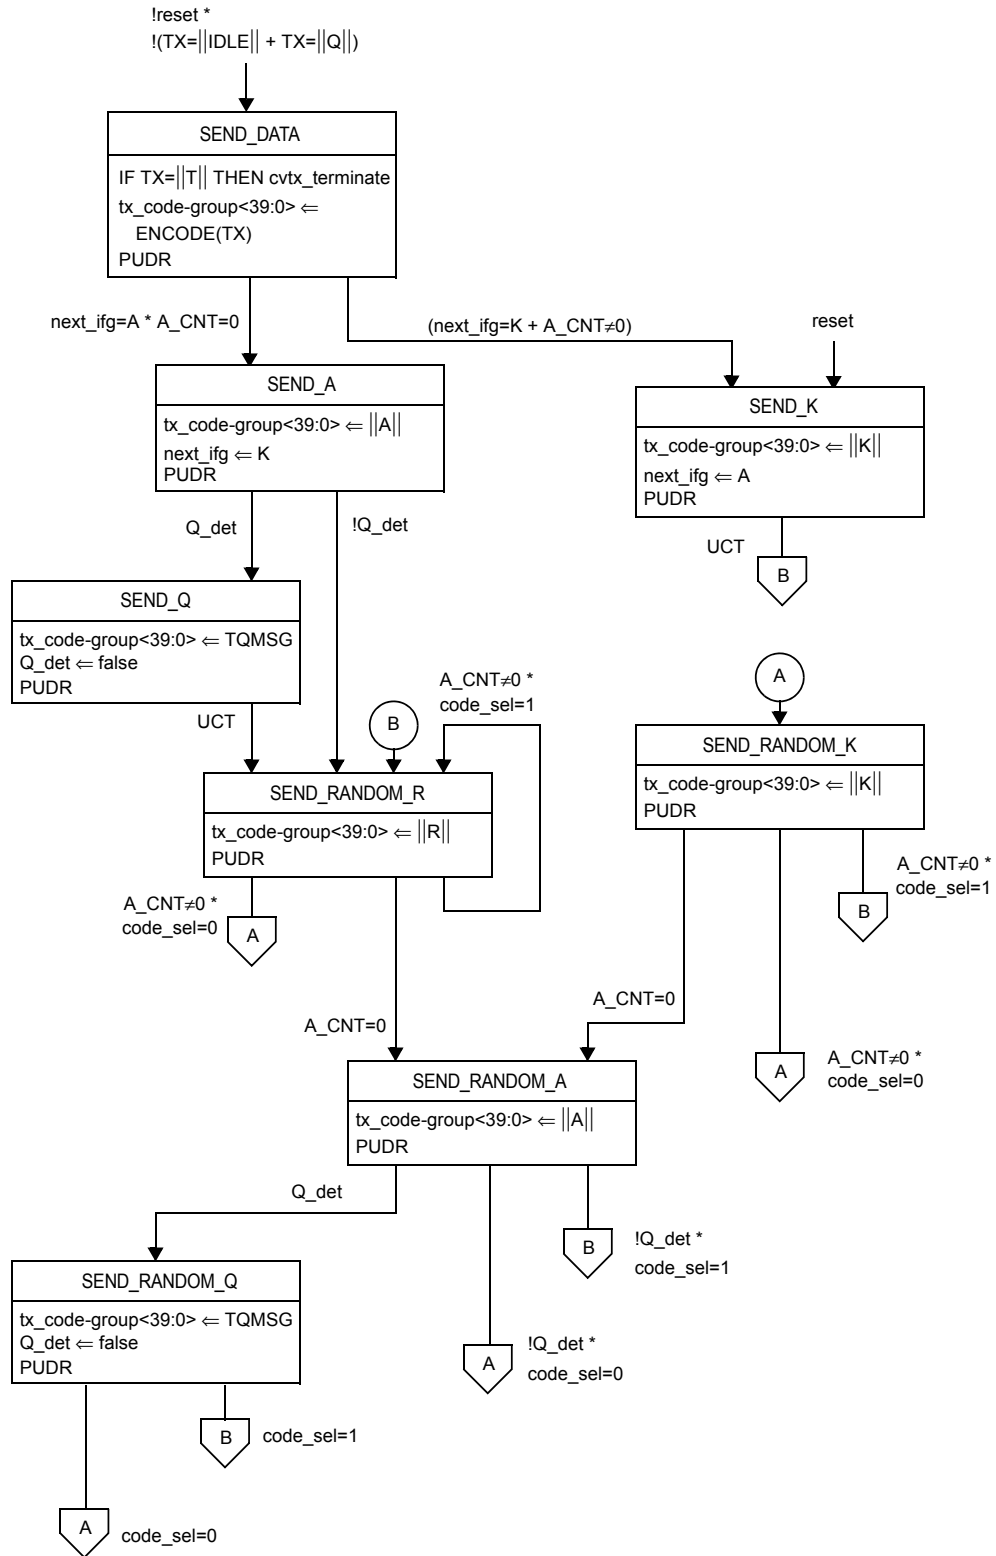 !reset *
!(TX=||IDLE|| + TX=||Q||)
SEND_DATA
IF TX=||T|| THEN cvtx_terminate
tx_code-group<39:0> ⇐
ENCODE(TX)
PUDR
next_ifg=A * A_CNT=0
(next_ifg=K + A_CNT≠0)
reset
SEND_A
tx_code-group<39:0> ⇐ ||A||
next_ifg ⇐ K
PUDR
SEND_K
tx_code-group<39:0> ⇐ ||K||
next_ifg ⇐ A
PUDR
Q_det
!Q_det
UCT
B
SEND_Q
tx_code-group<39:0> ⇐ TQMSG
Q_det ⇐ false
PUDR
UCT
B
A_CNT≠0 *
code_sel=1
A
SEND_RANDOM_R
tx_code-group<39:0> ⇐ ||R||
PUDR
SEND_RANDOM_K
tx_code-group<39:0> ⇐ ||K||
PUDR
A_CNT≠0 *
code_sel=0
A
A_CNT≠0 *
code_sel=1
B
A_CNT=0
A_CNT=0
A
A_CNT≠0 *
code_sel=0
SEND_RANDOM_A
tx_code-group<39:0> ⇐ ||A||
PUDR
Q_det
B
!Q_det *
code_sel=1
SEND_RANDOM_Q
tx_code-group<39:0> ⇐ TQMSG
Q_det ⇐ false
PUDR
A
!Q_det *
code_sel=0
B
code_sel=1
A
code_sel=0